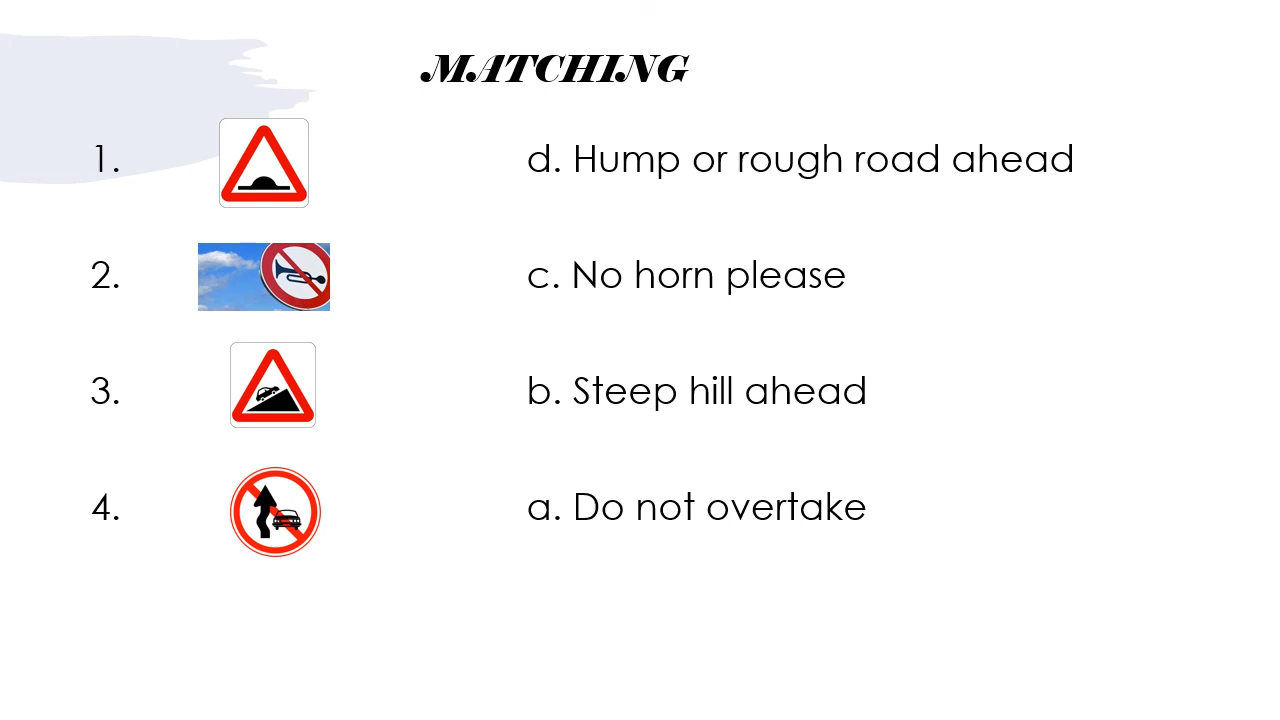 MATCHING
1. d. Hump or rough road ahead
2. c. No horn please
3. b. Steep hill ahead
4. a. Do not overtake